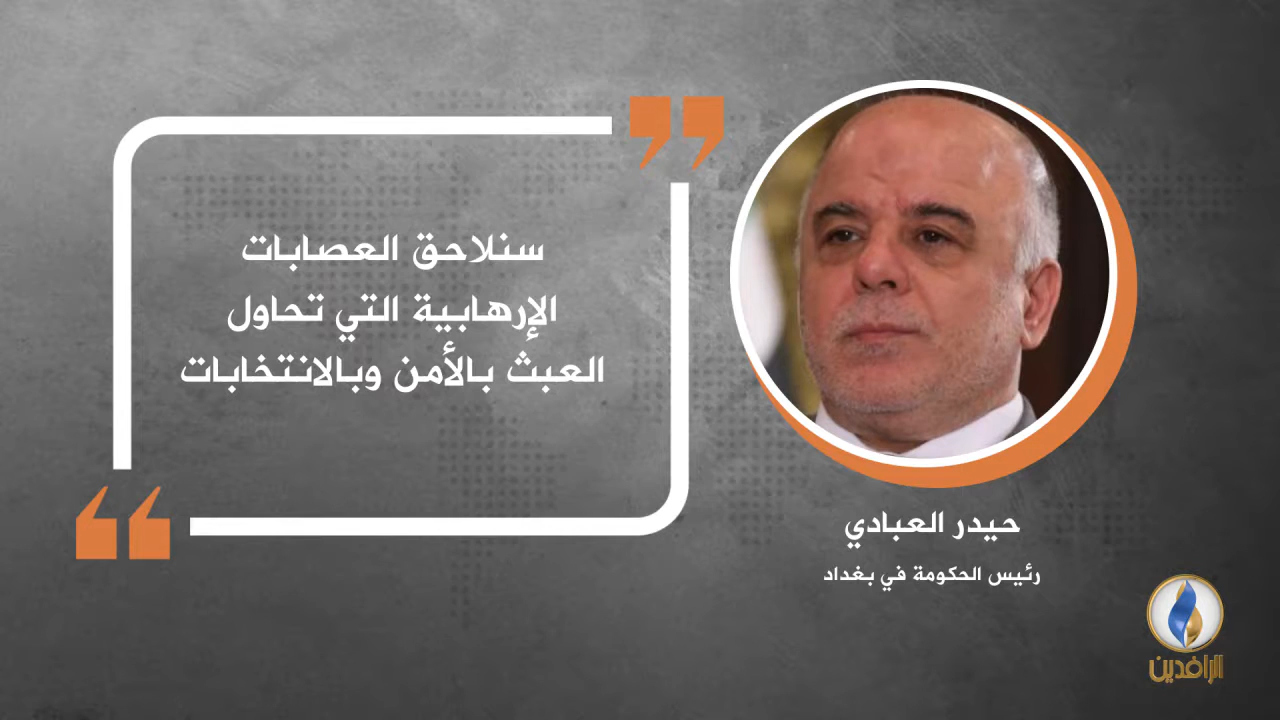 سنلاحق العصابات
الإرهابية التي تحاول
العبث بالأمن وبالانتخابات
حيدر العبادي
رئيس الحكومة في بغداد
الرافدين